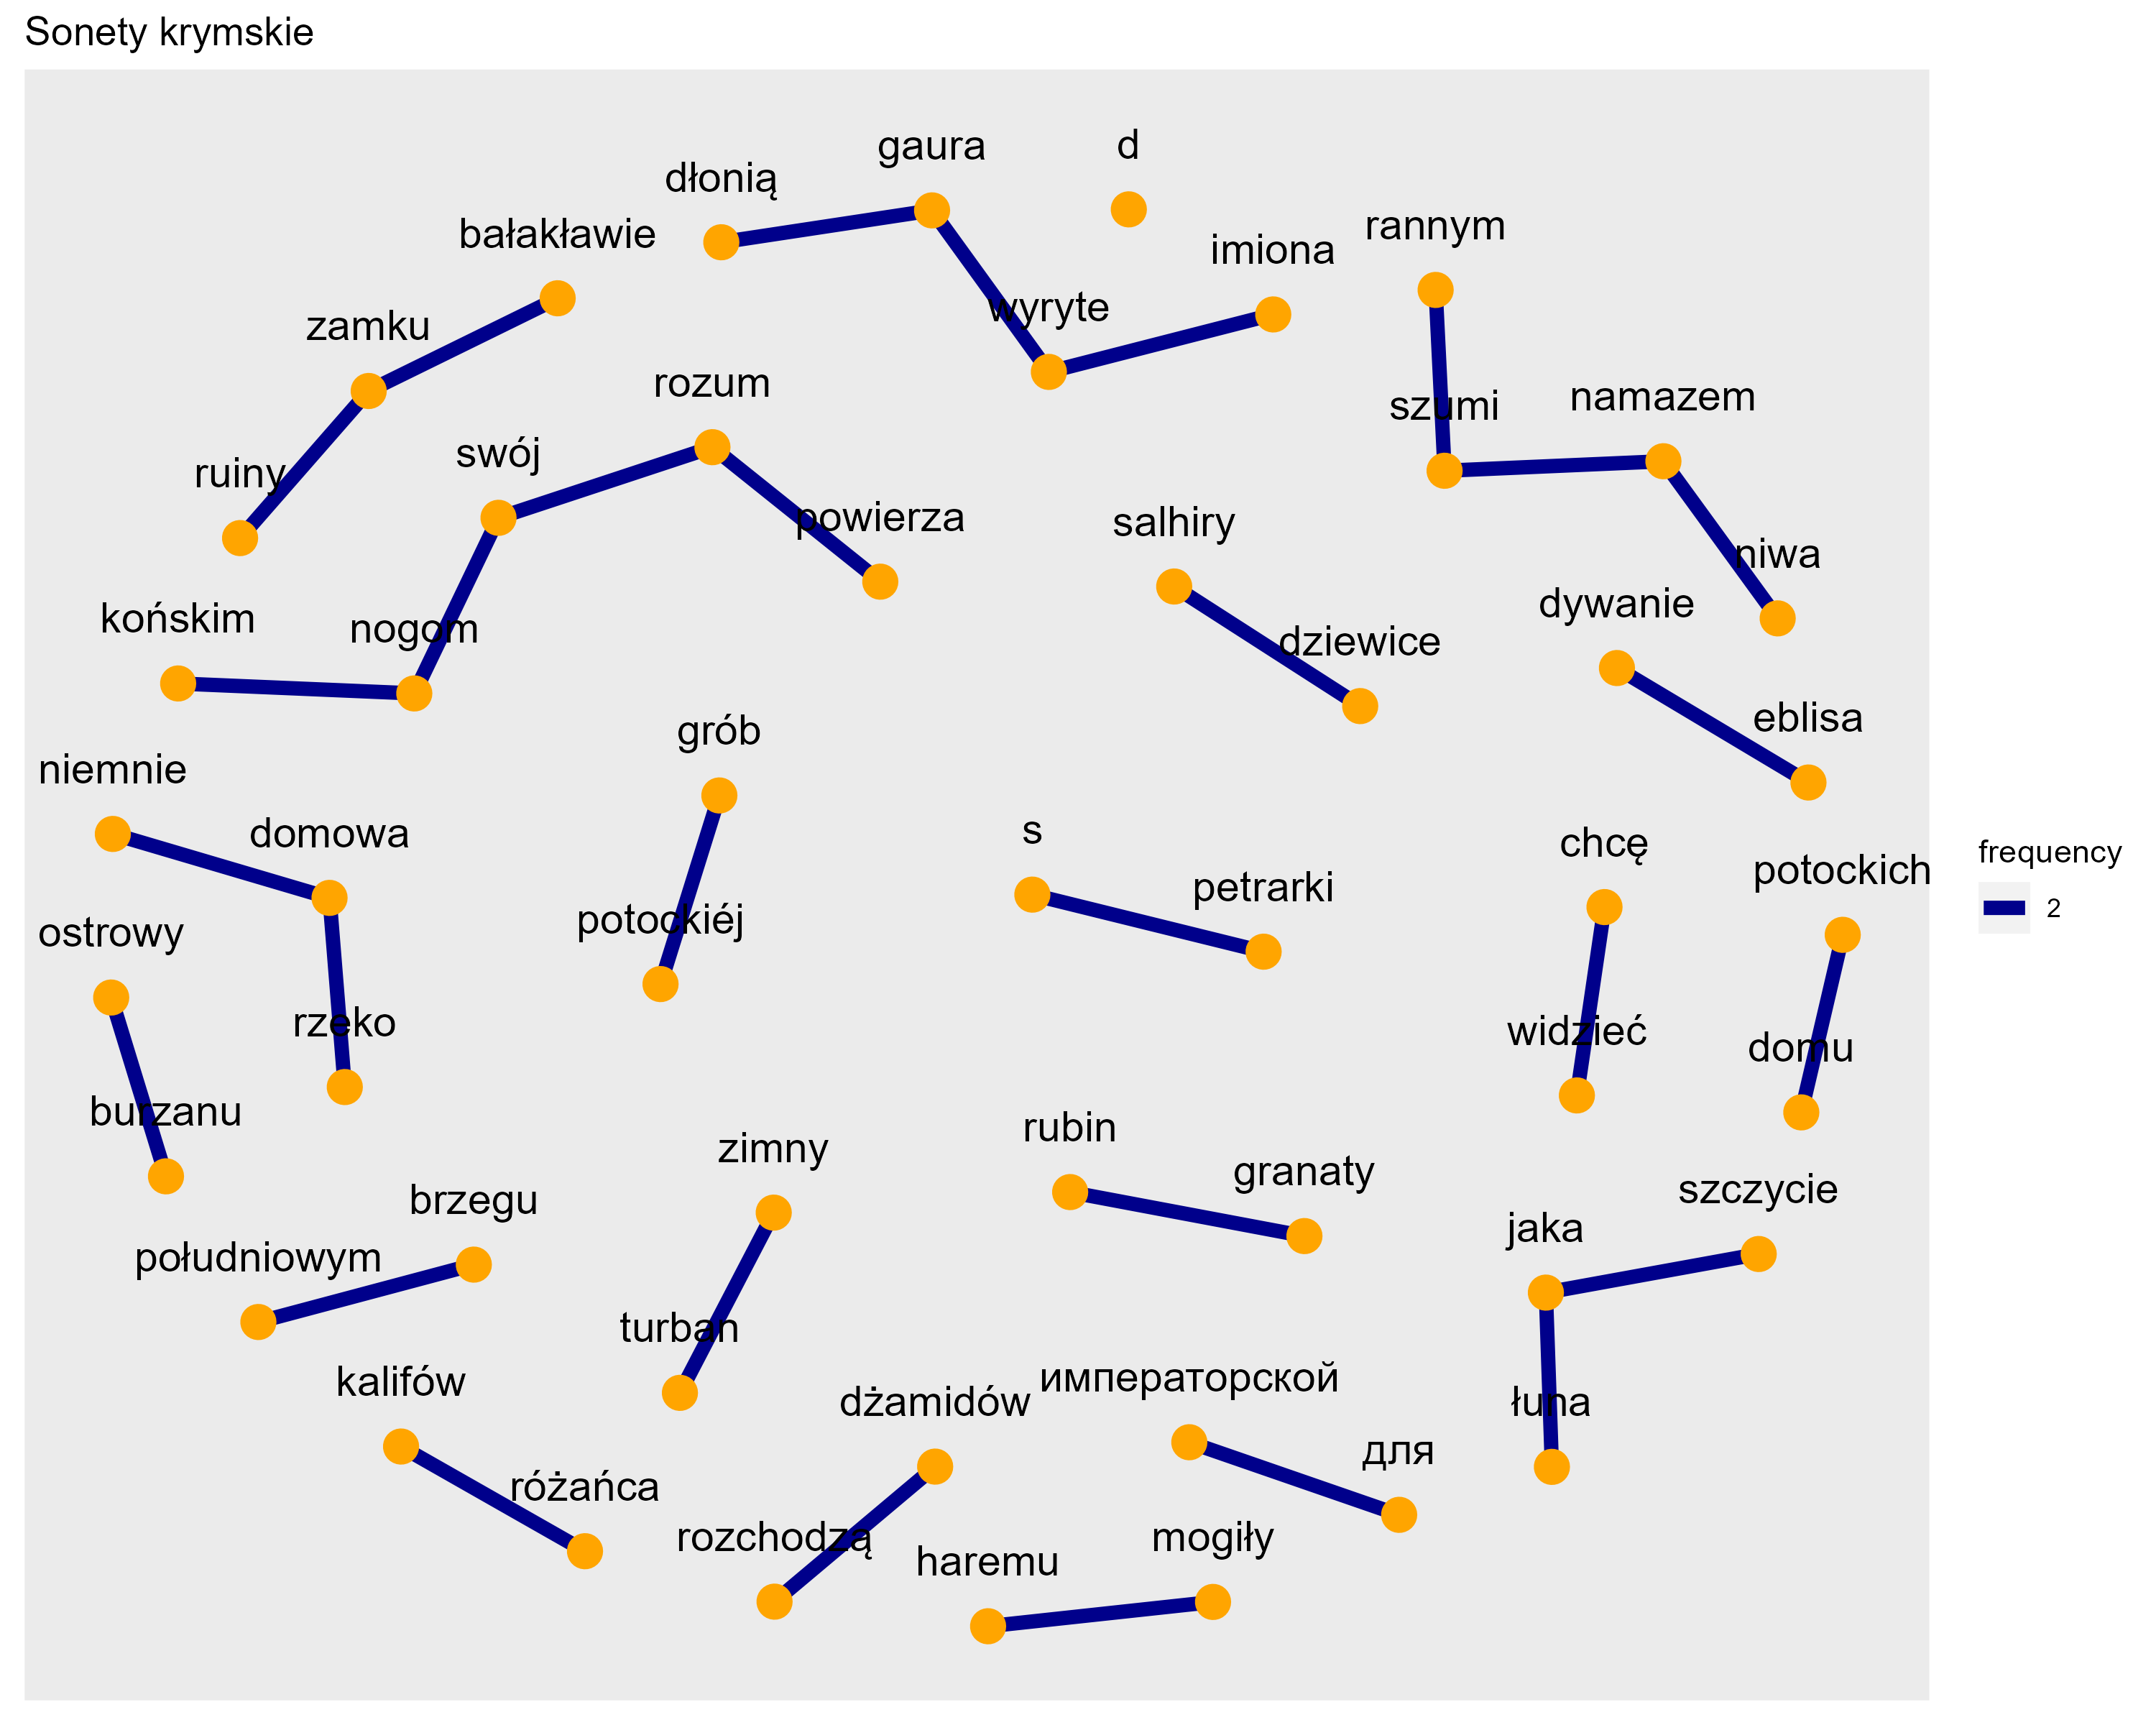 Sonety krymskie
gaura
d
dłonią
rannym
bałakławie
imiona
wyryte
zamku
rozum
namazem
szumi
swój
ruiny
powierza
salhiry
niwa
dywanie
końskim
nogom
dziewice
eblisa
grób
niemnie
s
domowa
chcę
frequency
potockich
petrarki
2
potockiéj
ostrowy
rzeko
widzieć
domu
burzanu
rubin
zimny
granaty
szczycie
brzegu
jaka
południowym
turban
kalifów
императорской
dżamidów
łuna
для
różańca
rozchodzą
mogiły
haremu